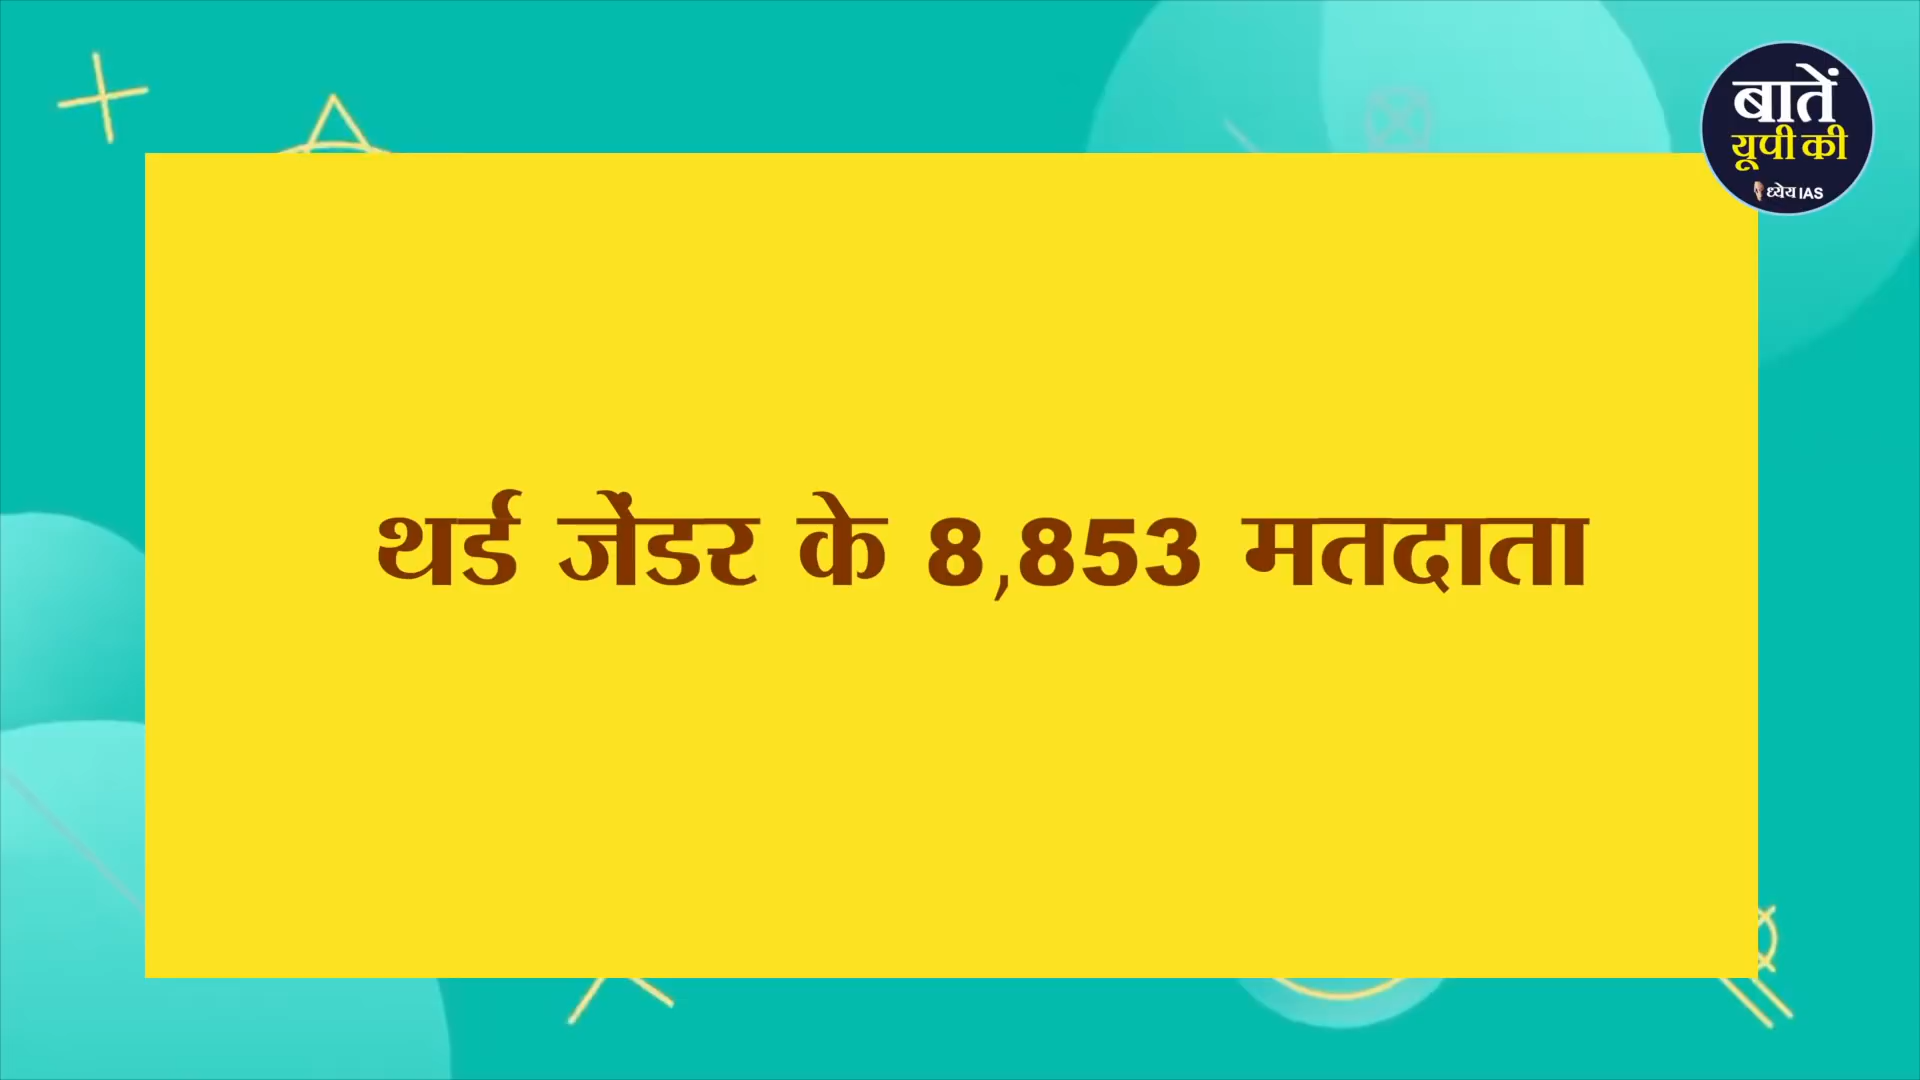 बातें
यूपी की
ध्येय IAS
थर्ड जेंडर के 8,853 मतदाता